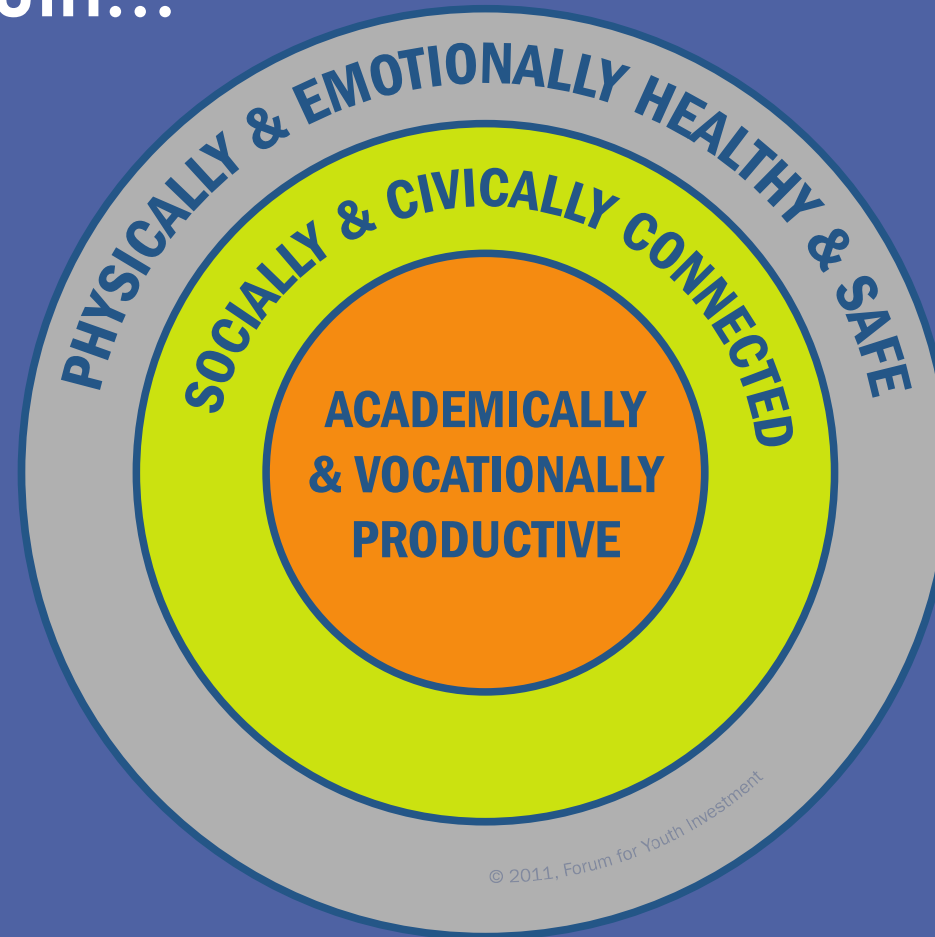 PHYSICALLY & EMOTIONALLY HEALTHY & SAFE
SOCIALLY & CIVICALLY CONNECTED
ACADEMICALLY
& VOCATIONALLY
PRODUCTIVE
© 2011, Forum for Youth Investment